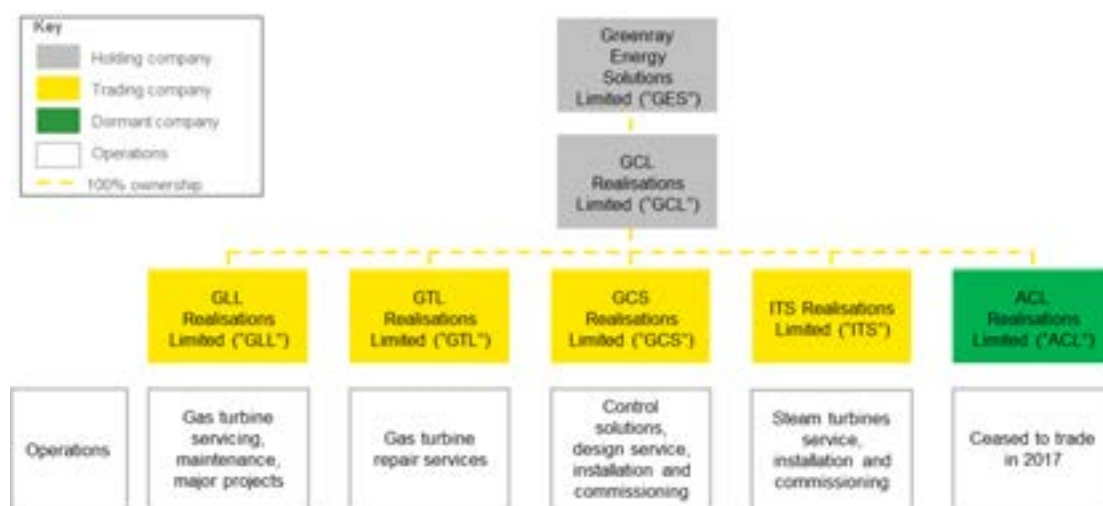 Key
Holding company
Trading company
Dormant company
Operations
100% ownership
Greenray
Energy
Solutions
Limited ("GES")
GCL
Realisations
Limited ("GCL")
GLL
Realisations
Limited ("GLL")
GTL
Realisations
Limited ("GTL")
GCS
Realisations
Limited ("GCS")
ITS Realisations
Limited ("ITS")
ACL
Realisations
Limited ("ACL")
Operations
Gas turbine
servicing,
maintenance,
major projects
Gas turbine
repair services
Control
solutions,
design service,
installation and
commissioning
Steam turbines
service,
installation and
commissioning
Ceased to trade
in 2017